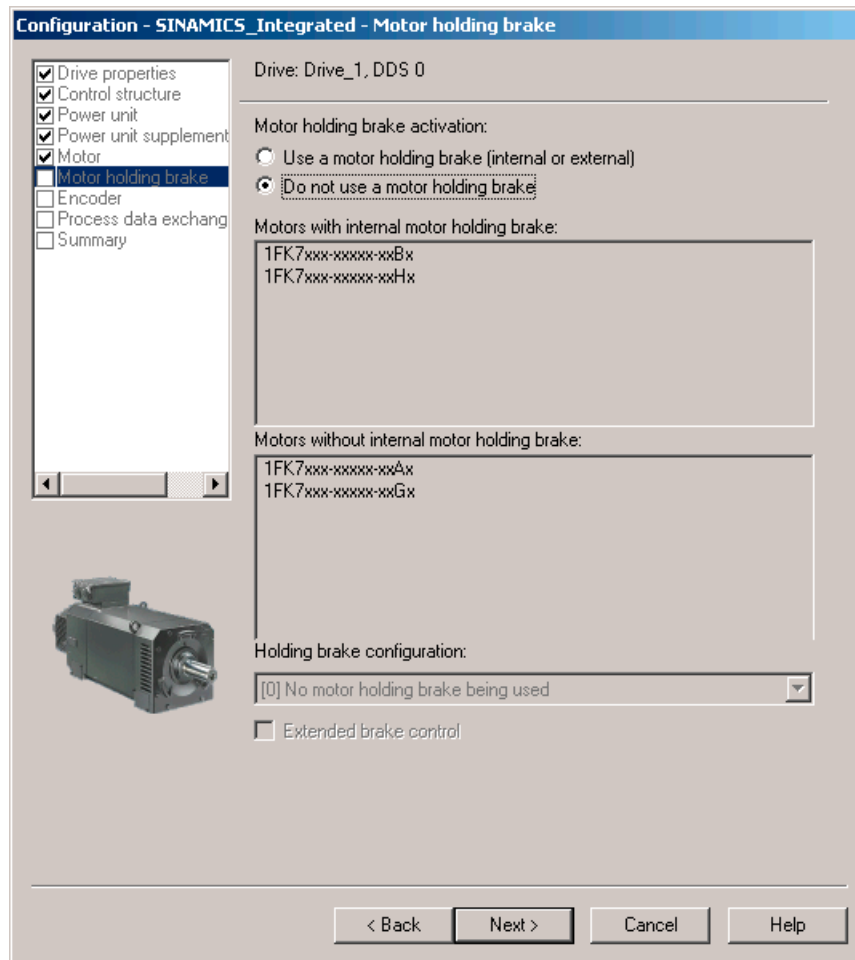 Configuration - SINAMICS_Integrated - Motor holding brake
Drive properties
Control structure
Power unit
Power unit supplement
Motor
Motor holding brake
Encoder
Process data exchang
Summary
Drive: Drive_1, DDS 0
Motor holding brake activation:
Use a motor holding brake (internal or external)
Do not use a motor holding brake
Motors with internal motor holding brake:
1FK7xxx-xxxxx-xxBx
1FK7xxx-xxxxx-xxHx
Motors without internal motor holding brake:
1FK7xxx-xxxxx-xxAx
1FK7xxx-xxxxx-xxGx
Holding brake configuration:
[0] No motor holding brake being used
Extended brake control
< Back
Next >
Cancel
Help